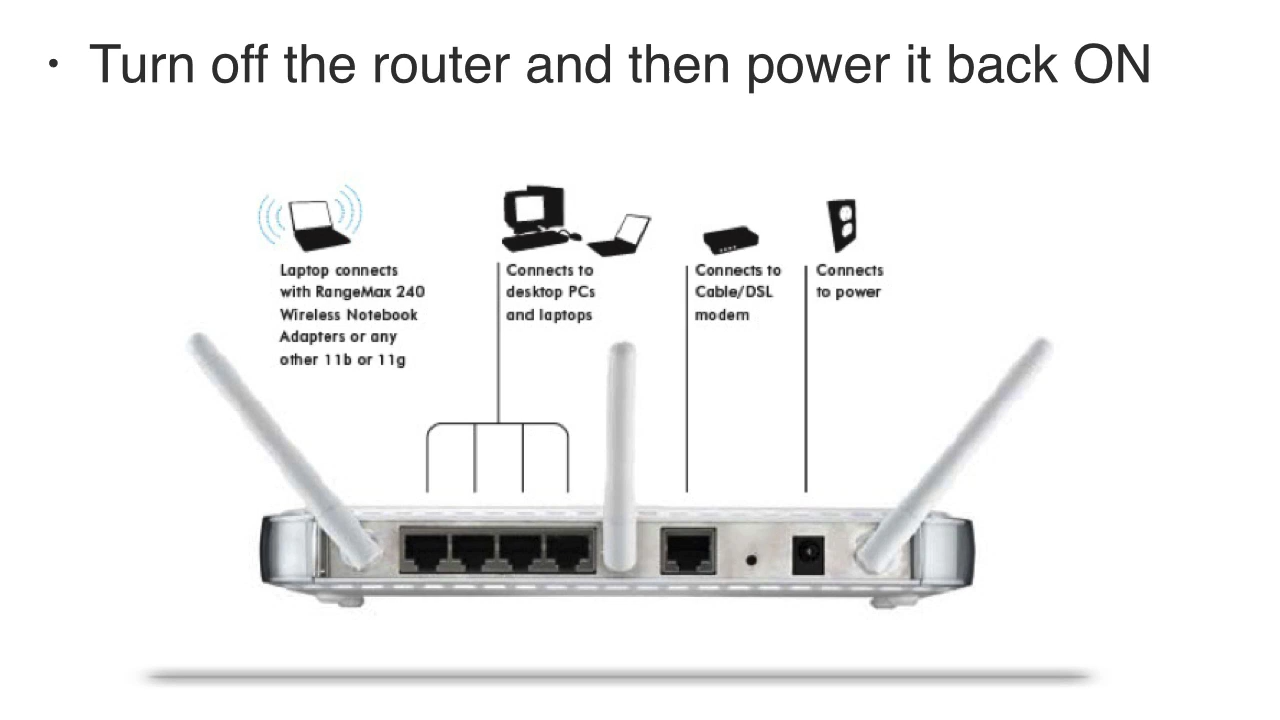 • Turn off the router and then power it back ON
Laptop connects
with RangeMax 240
Wireless Notebook
Adapters or any
other 11b or 11g
Connects to
desktop PCs
and laptops
Connects to
Cable/DSL
modem
Connects
to power